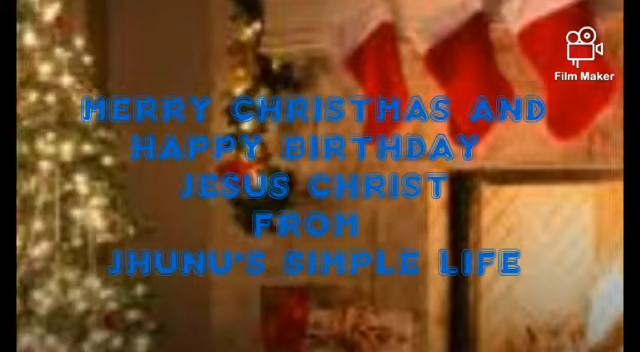 Film Maker
MERRY CHRISTMAS AND
HAPPY BIRTHDAY
JESUS CHRIST
FROM
JHUNU'S SIMPLE LIFE